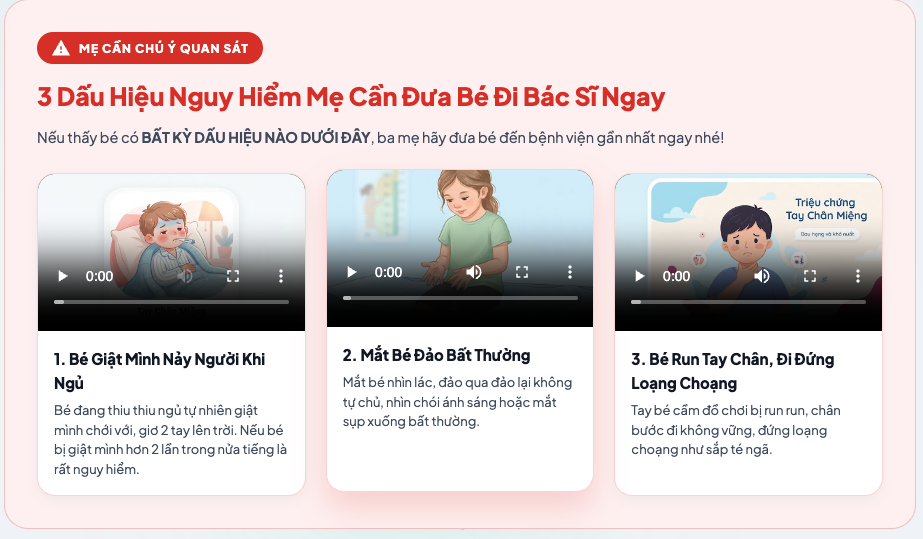 MẸ CẦN CHÚ Ý QUAN SÁT
3 Dấu Hiệu Nguy Hiểm Mẹ Cần Đưa Bé Đi Bác Sĩ Ngay
Nếu thấy bé có BẤT KỲ DẤU HIỆU NÀO DƯỚI ĐÂY, ba mẹ hãy đưa bé đến bệnh viện gần nhất ngay nhé!
0:00
1. Bé Giật Mình Nảy Người Khi
Ngủ
Bé đang thiu thiu ngủ tự nhiên giật
mình chới với, giơ 2 tay lên trời. Nếu bé
bị giật mình hơn 2 lần trong nửa tiếng là
rất nguy hiểm.
0:00
2. Mắt Bé Đảo Bất Thường
Mắt bé nhìn lác, đảo qua đảo lại không
tự chủ, nhìn chói ánh sáng hoặc mắt
sụp xuống bất thường.
Triệu chứng
Tay Chân Miệng
Đau họng và khó nuốt
0:00
3. Bé Run Tay Chân, Đi Đứng
Loạng Choạng
Tay bé cầm đồ chơi bị run run, chân
bước đi không vững, đứng loạng
choạng như sắp té ngã.